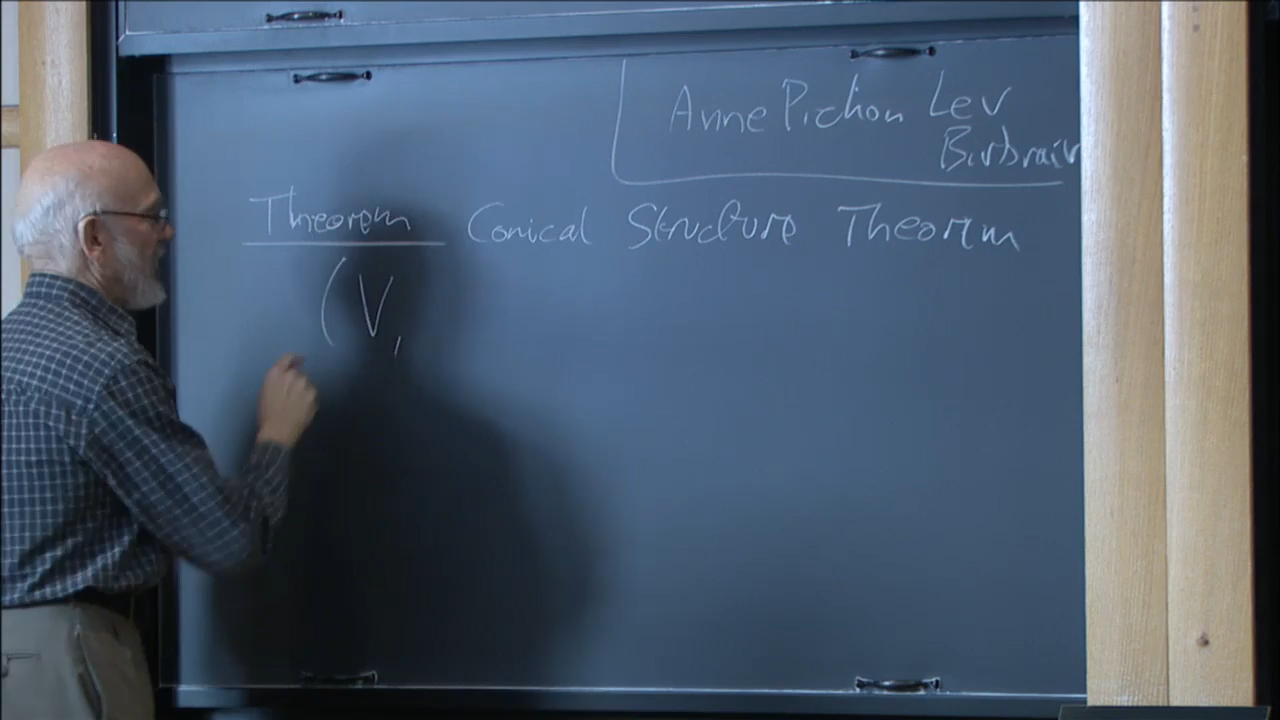 Anne Pichon Lev
Birbrair
Theorem Conical Structure Theorem
(V,